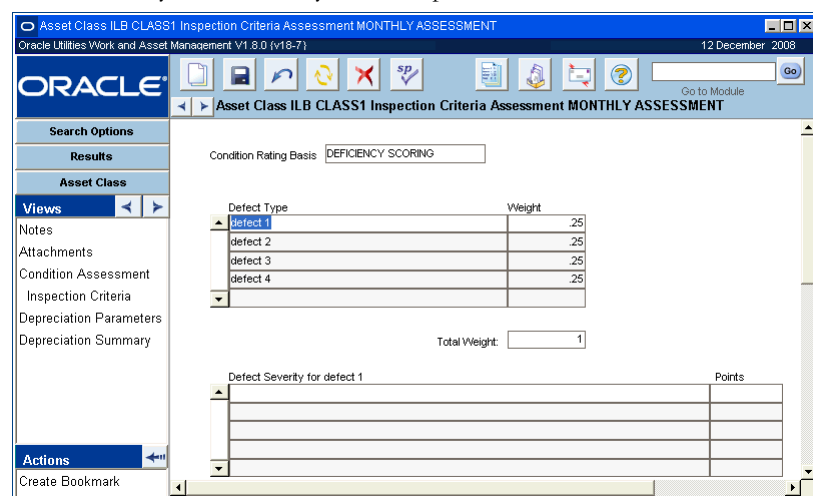 Asset Class ILB CLASS1 Inspection Criteria Assessment MONTHLY ASSESSMENT
Oracle Utilities Work and Asset Management V1.8.0 {v18-7} 12 December 2008
ORACLE
sp
Go
Go to Module
Asset Class ILB CLASS1 Inspection Criteria Assessment MONTHLY ASSESSMENT
Search Options
Results
Asset Class
Views
Notes
Attachments
Condition Assessment
Inspection Criteria
Depreciation Parameters
Depreciation Summary
Actions
Create Bookmark
Condition Rating Basis DEFICIENCY SCORING
Defect Type Weight
defect 1 .25
defect 2 .25
defect 3 .25
defect 4 .25
Total Weight: 1
Defect Severity for defect 1 Points